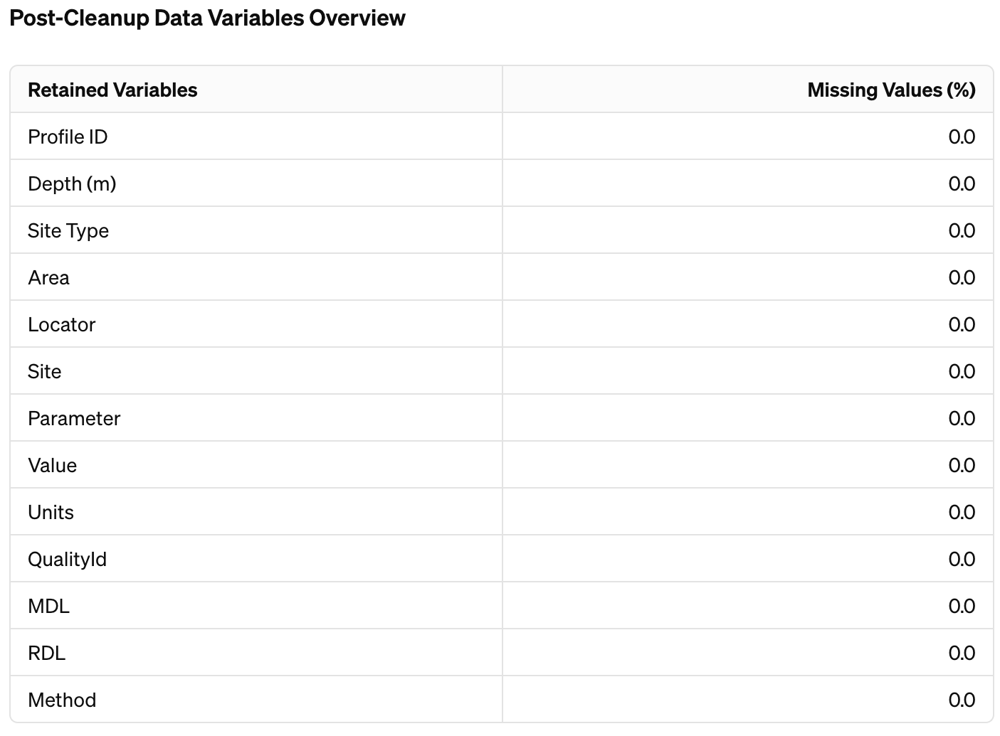 Post-Cleanup Data Variables Overview
Retained Variables Missing Values (%)
Profile ID 0.0
Depth (m) 0.0
Site Type 0.0
Area 0.0
Locator 0.0
Site 0.0
Parameter 0.0
Value 0.0
Units 0.0
QualityId 0.0
MDL 0.0
RDL 0.0
Method 0.0